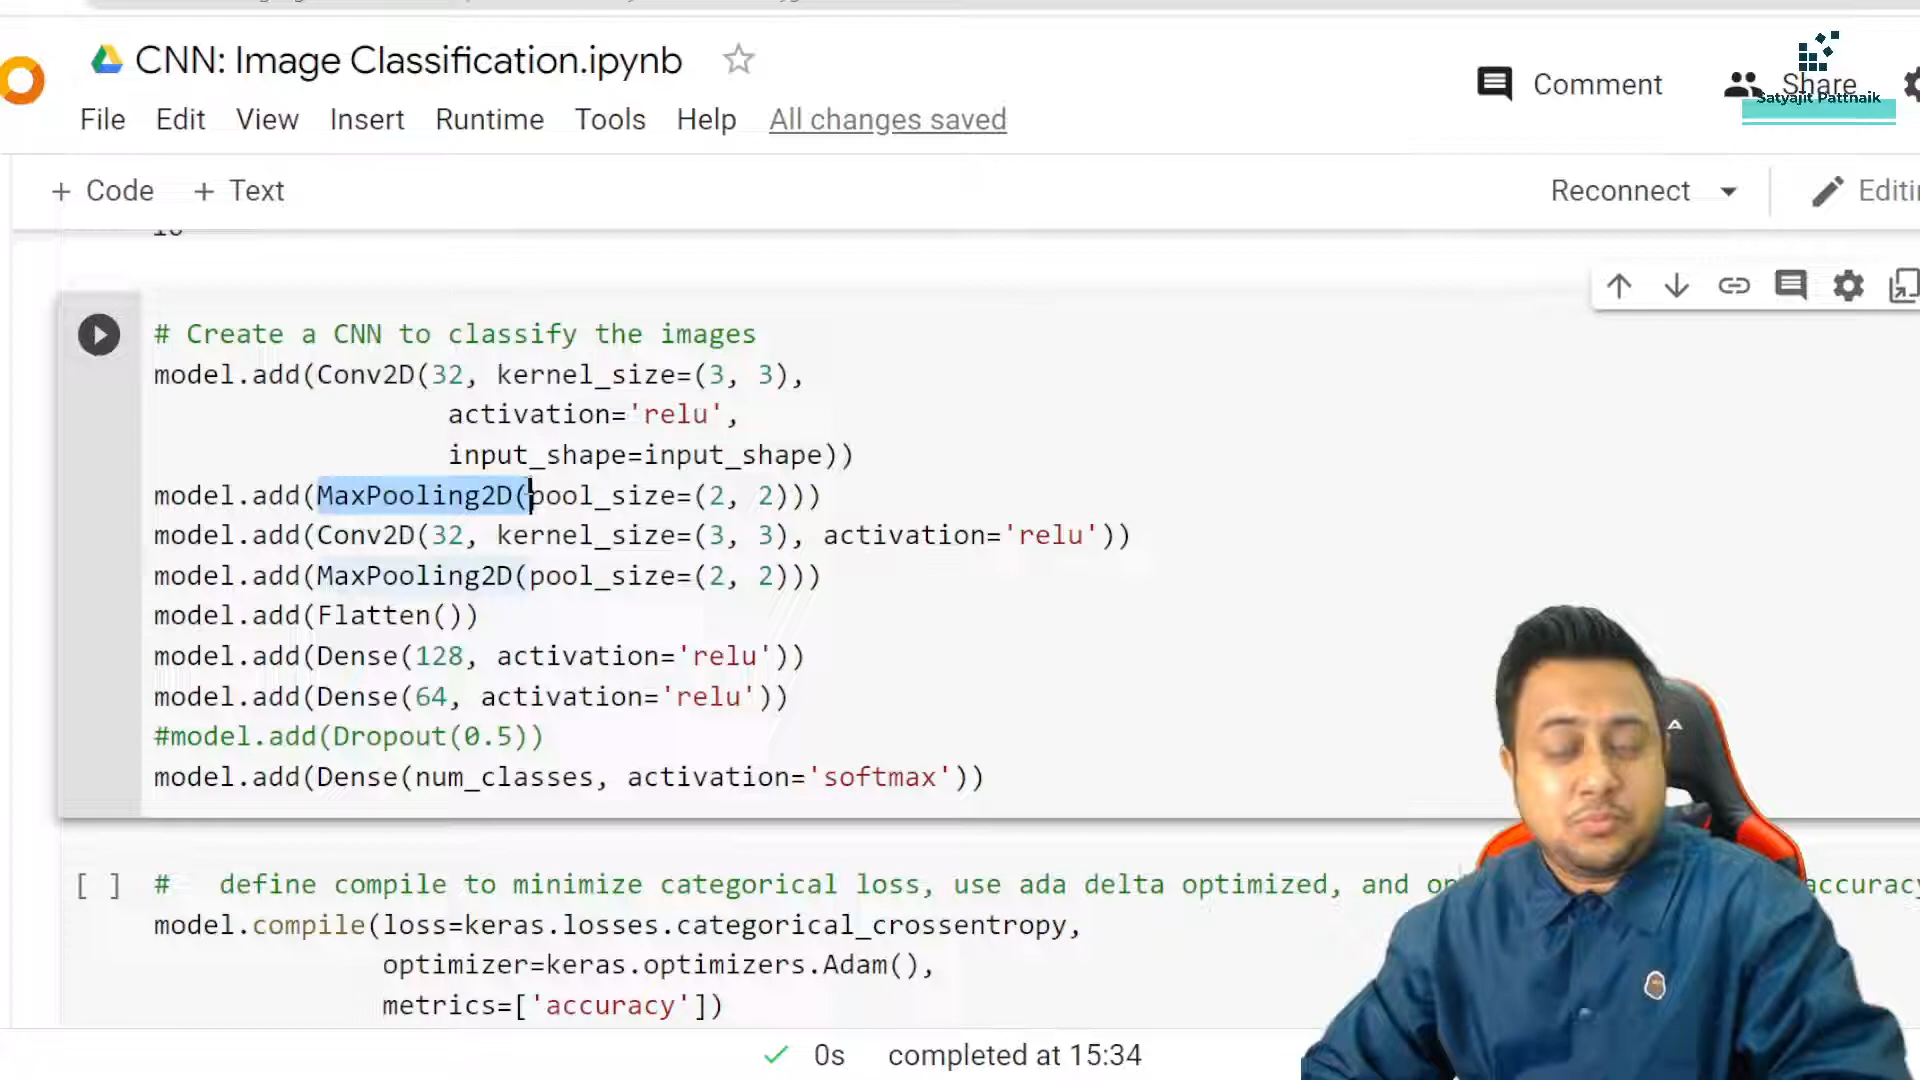 CNN: Image Classification.ipynb
Comment
Share
Satyajit Pattnaik
File Edit View Insert Runtime Tools Help All changes saved
+ Code + Text
Reconnect
10
# Create a CNN to classify the images
model.add(Conv2D(32, kernel_size=(3, 3),
activation='relu',
input_shape=input_shape))
model.add(MaxPooling2D(pool_size=(2, 2)))
model.add(Conv2D(32, kernel_size=(3, 3), activation='relu'))
model.add(MaxPooling2D(pool_size=(2, 2)))
model.add(Flatten())
model.add(Dense(128, activation='relu'))
model.add(Dense(64, activation='relu'))
#model.add(Dropout(0.5))
model.add(Dense(num_classes, activation='softmax'))
[ ] # define compile to minimize categorical loss, use ada delta optimized, and op accuracy
model.compile(loss=keras.losses.categorical_crossentropy,
optimizer=keras.optimizers.Adam(),
metrics=['accuracy'])
0s completed at 15:34